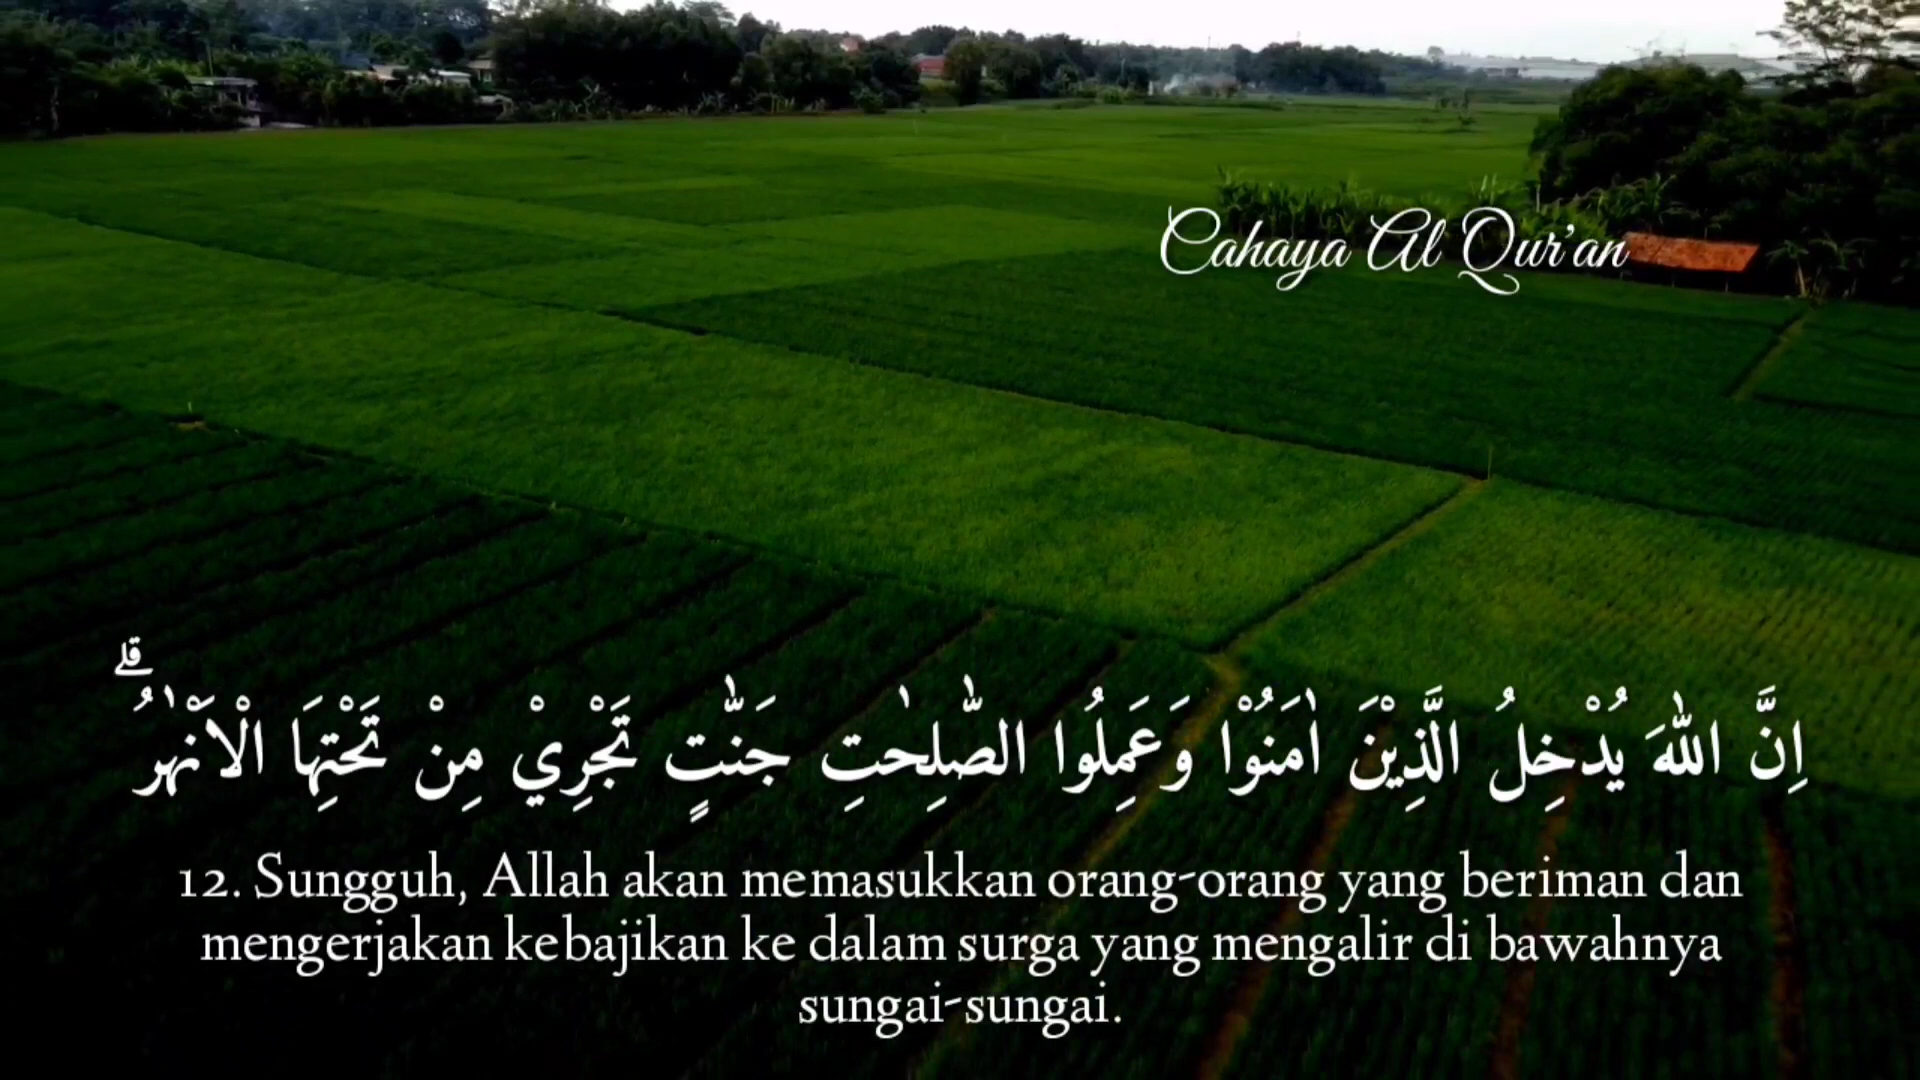 Cahaya Al Qur'an
اِنَّ اللّٰهَ يُدْخِلُ الَّذِيْنَ اٰمَنُوْا وَعَمِلُوا الصّٰلِحٰتِ جَنّٰتٍ تَجْرِيْ مِنْ تَحْتِهَا الْاَنْهٰرُ ۗ
12. Sungguh, Allah akan memasukkan orang-orang yang beriman dan
mengerjakan kebajikan ke dalam surga yang mengalir di bawahnya
sungai-sungai.